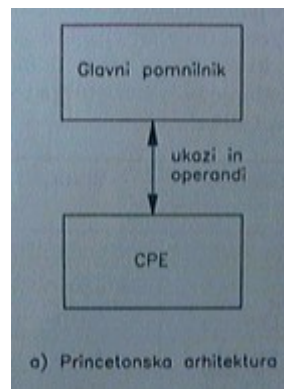 Glavni pomnilnik
ukazi in
operandi
CPE
a) Princetonska arhitektura